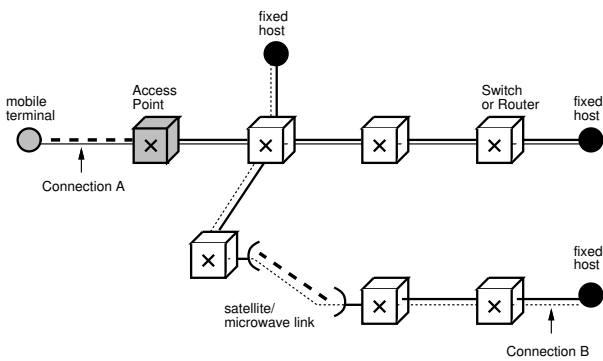 fixed
host
Access
Point
Switch
or Router
mobile
terminal
fixed
host
Connection A
fixed
host
satellite/
microwave link
Connection B